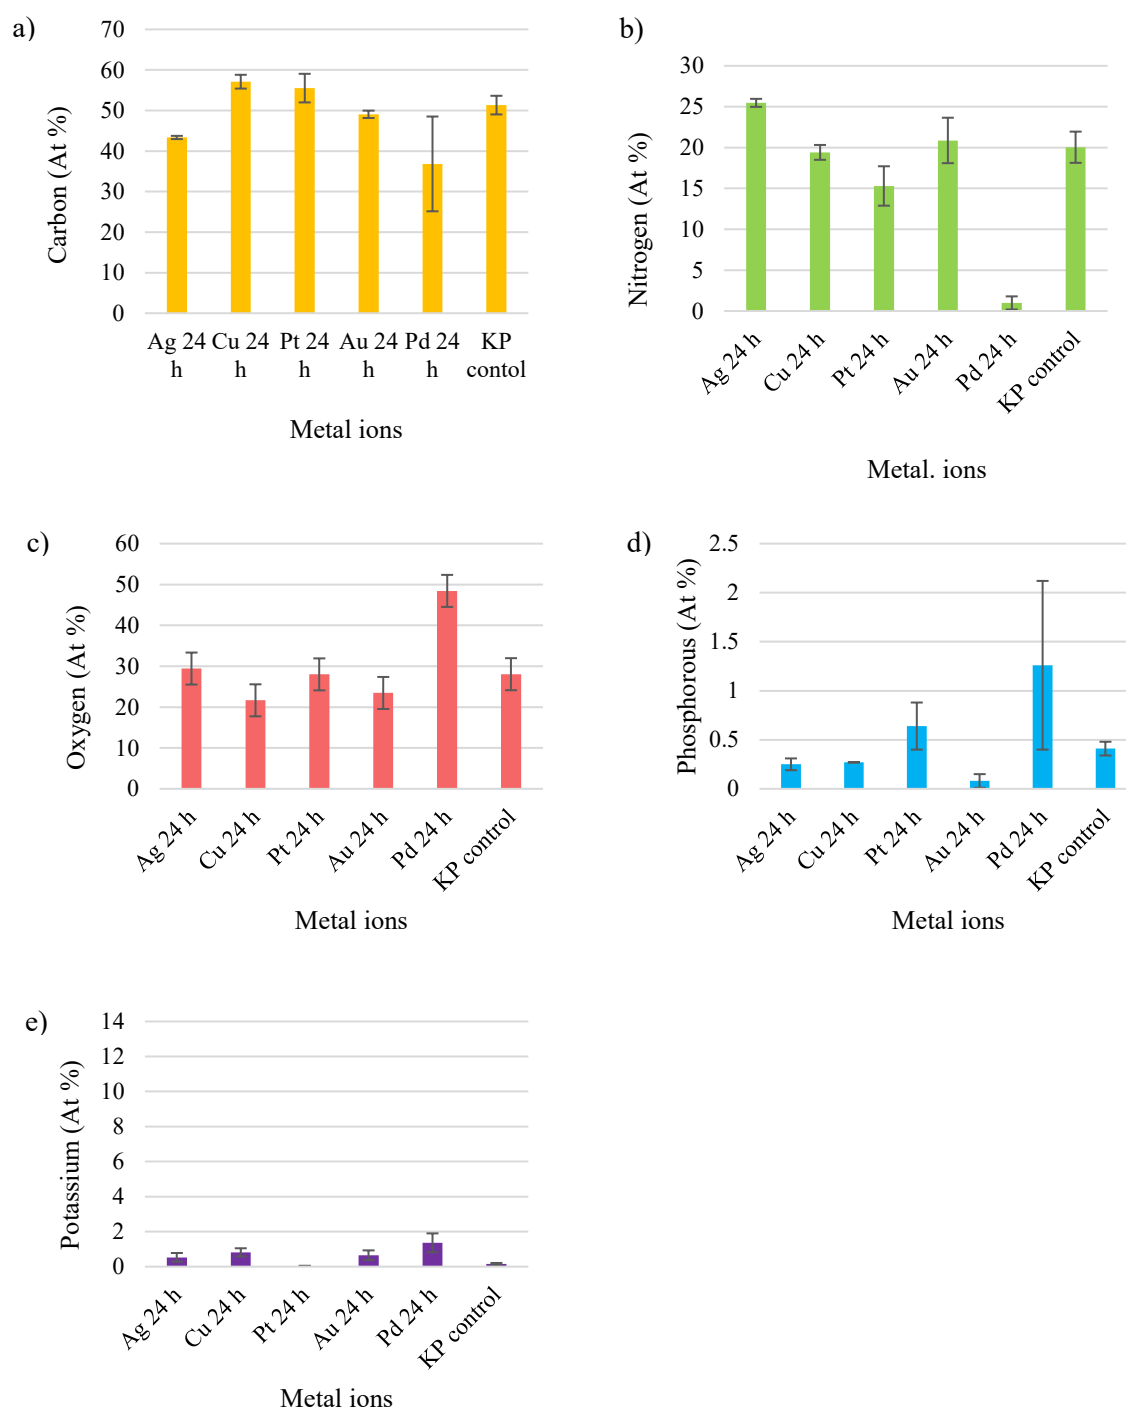 a)
70
60
50
40
30
20
10
0
Carbon (At %)
Ag 24 Cu 24 Pt 24 Au 24 Pd 24 KP
h h h h h contol
Metal ions
b)
30
25
20
15
10
5
0
Nitrogen (At %)
Ag 24 h
Cu 24 h
Pt 24 h
Au 24 h
Pd 24 h
KP control
Metal. ions
c)
60
50
40
30
20
10
0
Oxygen (At %)
Ag 24 h
Cu 24 h
Pt 24 h
Au 24 h
Pd 24 h
KP control
Metal ions
d)
2.5
2
1.5
1
0.5
0
Phosphorous (At %)
Ag 24 h
Cu 24 h
Pt 24 h
Au 24 h
Pd 24 h
KP control
Metal ions
e)
14
12
10
8
6
4
2
0
Potassium (At %)
Ag 24 h
Cu 24 h
Pt 24 h
Au 24 h
Pd 24 h
KP control
Metal ions